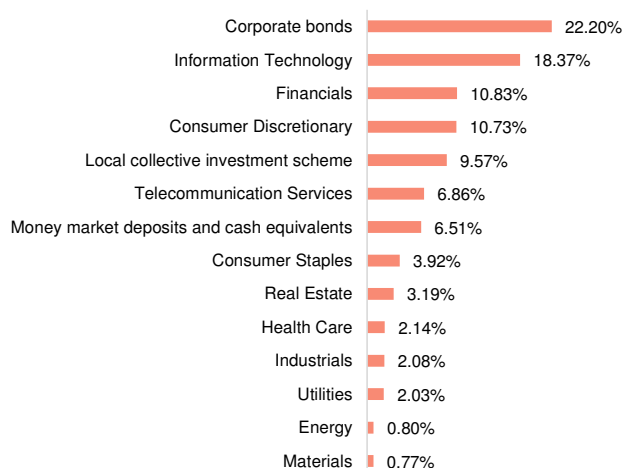 Corporate bonds 22.20%
Information Technology 18.37%
Financials 10.83%
Consumer Discretionary 10.73%
Local collective investment scheme 9.57%
Telecommunication Services 6.86%
Money market deposits and cash equivalents 6.51%
Consumer Staples 3.92%
Real Estate 3.19%
Health Care 2.14%
Industrials 2.08%
Utilities 2.03%
Energy 0.80%
Materials 0.77%